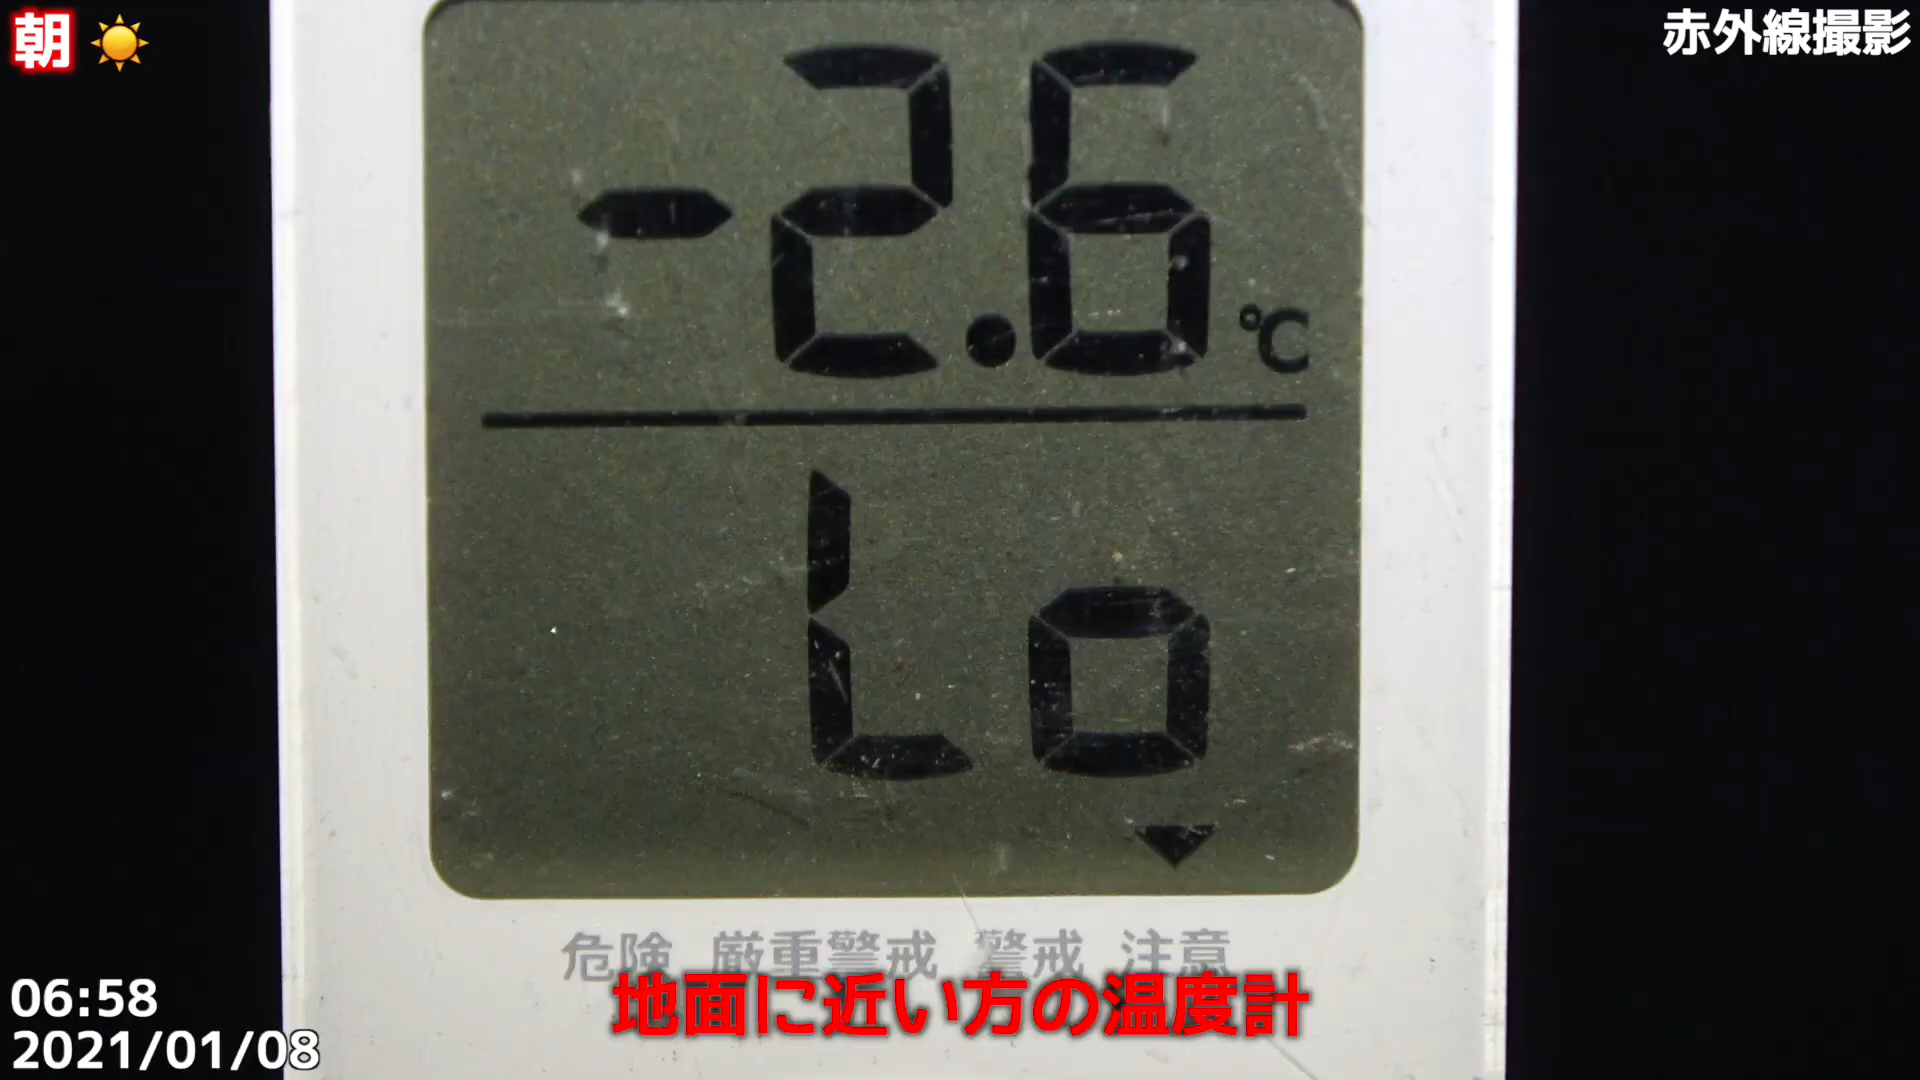 朝☀
赤外線撮影
-2.6℃
Lo
危険 厳重警戒 警戒 注意
地面に近い方の温度計
06:58
2021/01/08